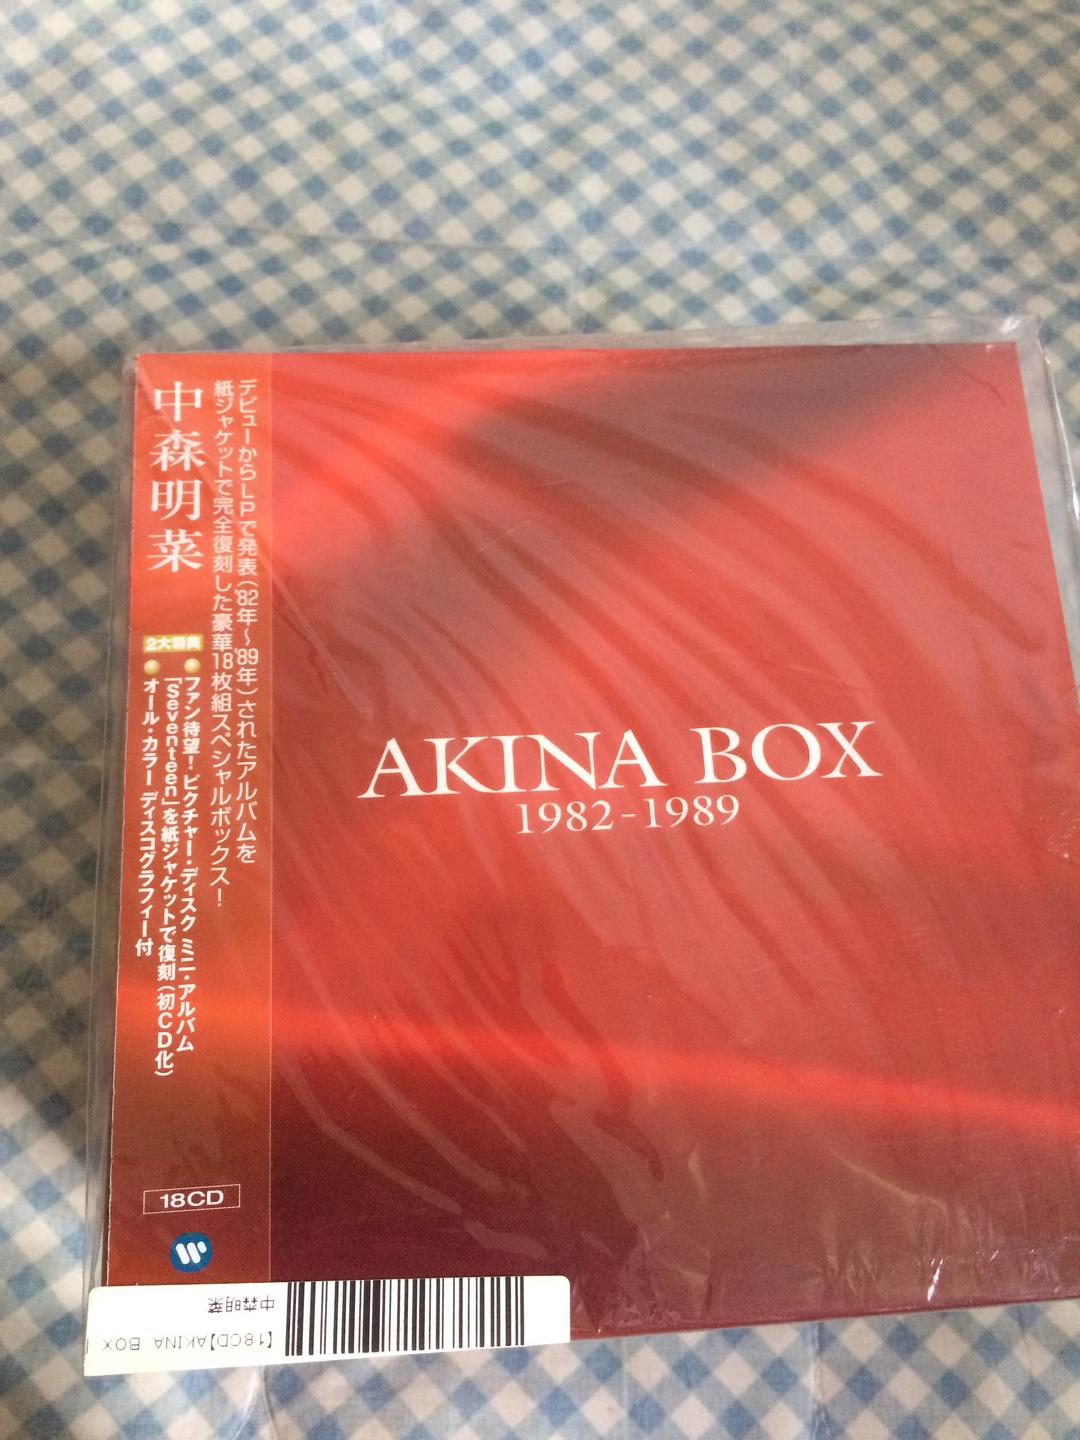 中森明菜
デビューからLPで発表('82年〜'89年)されたアルバムを
紙ジャケットで完全復刻した豪華18枚組スペシャルボックス!
2大特典
●ファン待望!ピクチャー・ディスク ミニ・アルバム
「Seventeen」を紙ジャケットで復刻(初CD化)
●オール・カラー ディスコグラフィー付
AKINA BOX
1982-1989
18CD
【18CD】AKINA BOX
中森明菜